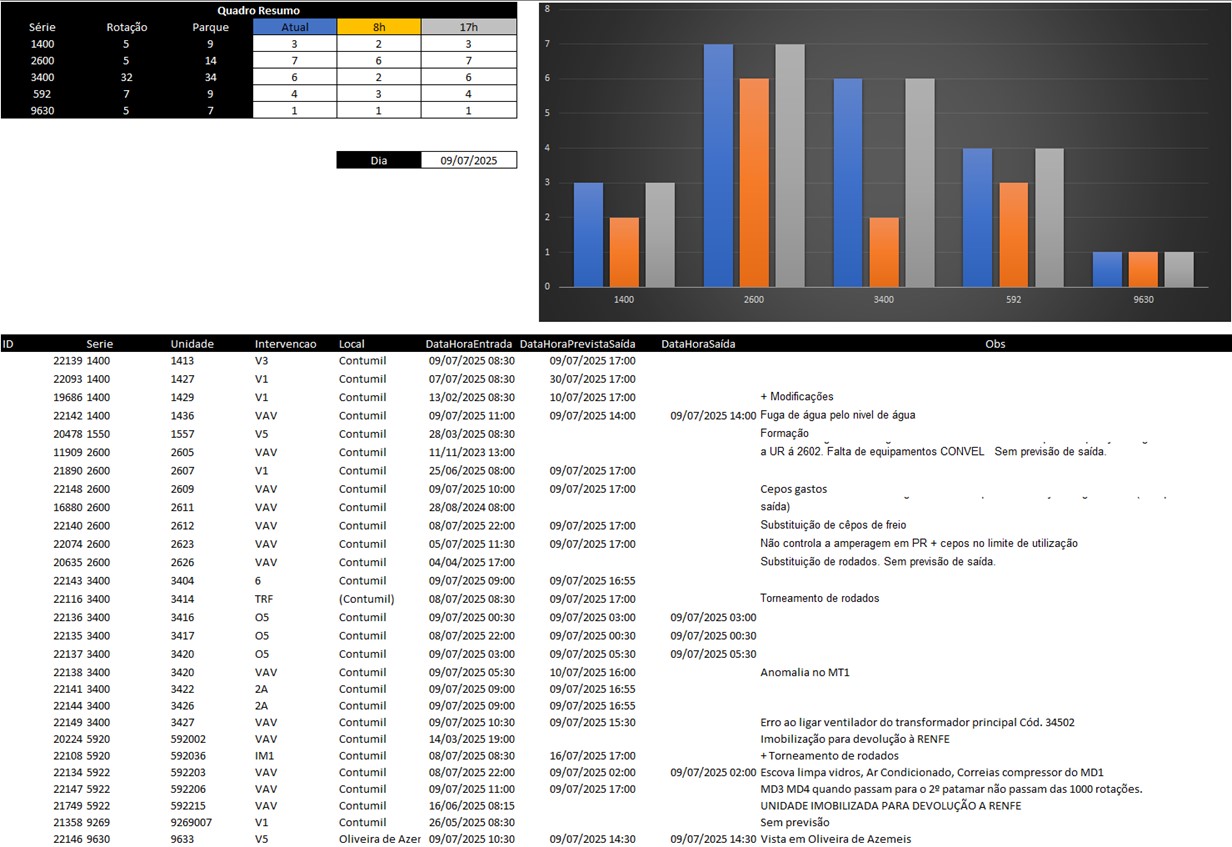 Quadro Resumo
Série Rotação Parque Atual 8h 17h
1400 5 9 3 2 3
2600 5 14 7 6 7
3400 32 34 6 2 6
592 7 9 4 3 4
9630 5 7 1 1 1
Dia 09/07/2025
8
7
6
5
4
3
2
1
0
1400 2600 3400 592 9630
ID Serie Unidade Intervencao Local DataHoraEntrada DataHoraPrevistaSaída DataHoraSaída Obs
22139 1400 1413 V3 Contumil 09/07/2025 08:30 09/07/2025 17:00
22093 1400 1427 V1 Contumil 07/07/2025 08:30 30/07/2025 17:00
19686 1400 1429 V1 Contumil 13/02/2025 08:30 10/07/2025 17:00 + Modificações
22142 1400 1436 VAV Contumil 09/07/2025 11:00 09/07/2025 14:00 09/07/2025 14:00 Fuga de água pelo nivel de água
20478 1550 1557 V5 Contumil 28/03/2025 08:30 Formação
11909 2600 2605 VAV Contumil 11/11/2023 13:00 a UR á 2602. Falta de equipamentos CONVEL Sem previsão de saída.
21890 2600 2607 V1 Contumil 25/06/2025 08:00 09/07/2025 17:00
22148 2600 2609 VAV Contumil 09/07/2025 10:00 09/07/2025 17:00 Cepos gastos
16880 2600 2611 VAV Contumil 28/08/2024 08:00 saída)
22140 2600 2612 VAV Contumil 08/07/2025 22:00 09/07/2025 17:00 Substituição de cêpos de freio
22074 2600 2623 VAV Contumil 05/07/2025 11:30 09/07/2025 17:00 Não controla a amperagem em PR + cepos no limite de utilização
20635 2600 2626 VAV Contumil 04/04/2025 17:00 Substituição de rodados. Sem previsão de saída.
22143 3400 3404 6 Contumil 09/07/2025 09:00 09/07/2025 16:55
22116 3400 3414 TRF (Contumil) 08/07/2025 08:30 09/07/2025 17:00 Torneamento de rodados
22136 3400 3416 O5 Contumil 09/07/2025 00:30 09/07/2025 03:00 09/07/2025 03:00
22135 3400 3417 O5 Contumil 08/07/2025 22:00 09/07/2025 00:30 09/07/2025 00:30
22137 3400 3420 O5 Contumil 09/07/2025 03:00 09/07/2025 05:30 09/07/2025 05:30
22138 3400 3420 VAV Contumil 09/07/2025 05:30 10/07/2025 16:00 Anomalia no MT1
22141 3400 3422 2A Contumil 09/07/2025 09:00 09/07/2025 16:55
22144 3400 3426 2A Contumil 09/07/2025 09:00 09/07/2025 16:55
22149 3400 3427 VAV Contumil 09/07/2025 10:30 09/07/2025 15:30 Erro ao ligar ventilador do transformador principal Cód. 34502
20224 5920 592002 VAV Contumil 14/03/2025 19:00 Imobilização para devolução à RENFE
22108 5920 592036 IM1 Contumil 08/07/2025 08:30 16/07/2025 17:00 + Torneamento de rodados
22134 5922 592203 VAV Contumil 08/07/2025 22:00 09/07/2025 02:00 09/07/2025 02:00 Escova limpa vidros, Ar Condicionado, Correias compressor do MD1
22147 5922 592206 VAV Contumil 09/07/2025 11:00 09/07/2025 17:00 MD3 MD4 quando passam para o 2º patamar não passam das 1000 rotações.
21749 5922 592215 VAV Contumil 16/06/2025 08:15 UNIDADE IMOBILIZADA PARA DEVOLUÇÃO A RENFE
21358 9269 9269007 V1 Contumil 26/05/2025 08:30 Sem previsão
22146 9630 9633 V5 Oliveira de Azer 09/07/2025 10:30 09/07/2025 14:30 09/07/2025 14:30 Vista em Oliveira de Azemeis